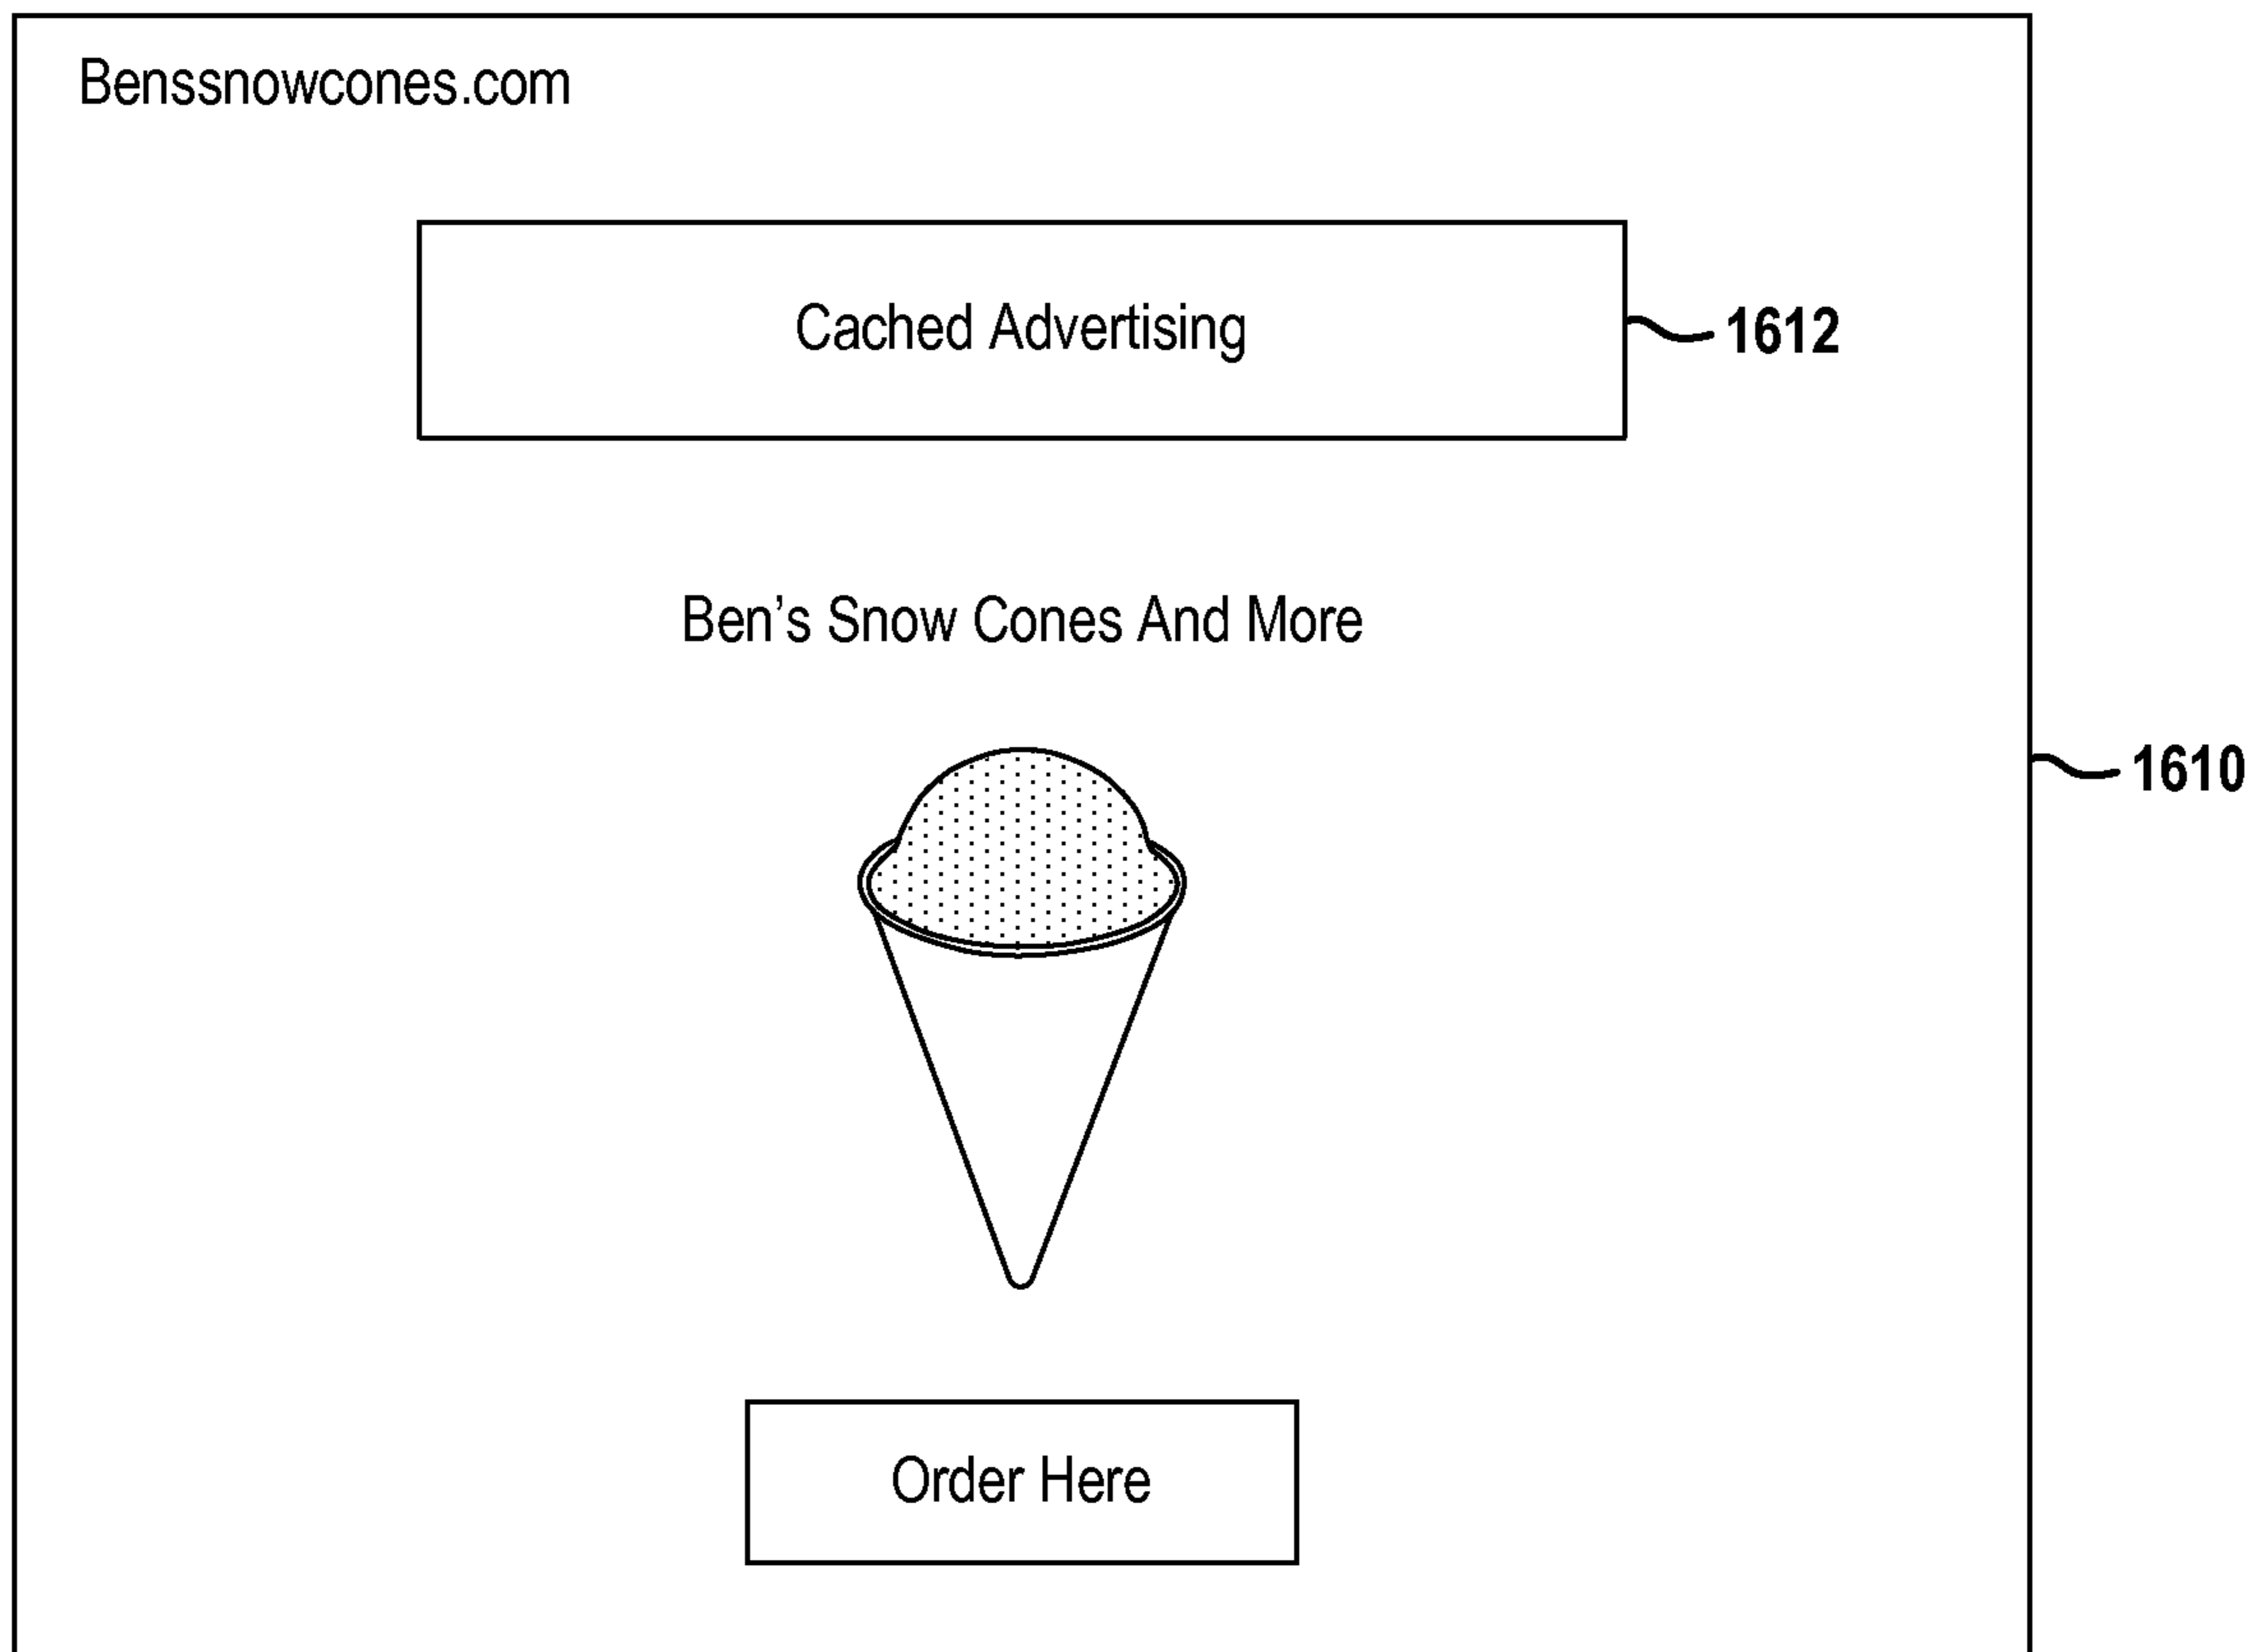 Benssnowcones.com
Cached Advertising
1612
Ben's Snow Cones And More
1610
Order Here